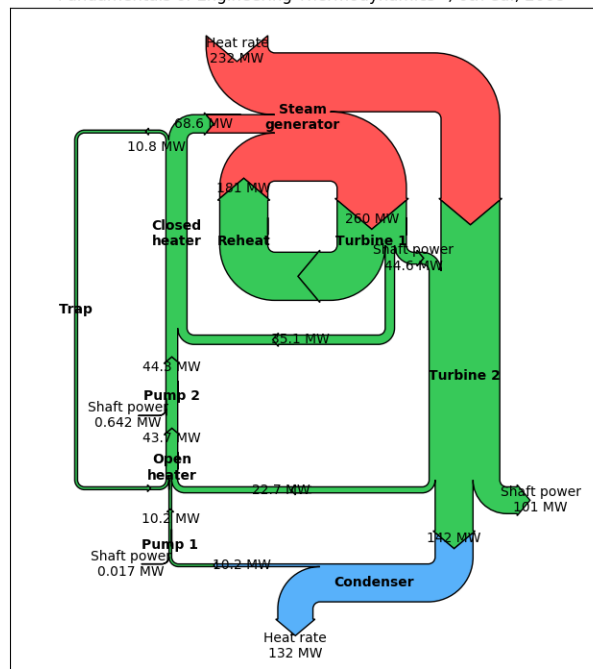 Heat rate
232 MW
Steam
generator
68.6 MW
10.8 MW
181 MW
260 MW
Closed
heater
Reheat
Turbine 1
Shaft power
44.6 MW
Trap
35.1 MW
44.3 MW
Turbine 2
Pump 2
Shaft power
0.642 MW
43.7 MW
Open
heater
22.7 MW
Shaft power
101 MW
10.2 MW
142 MW
Pump 1
Shaft power
0.017 MW
10.2 MW
Condenser
Heat rate
132 MW